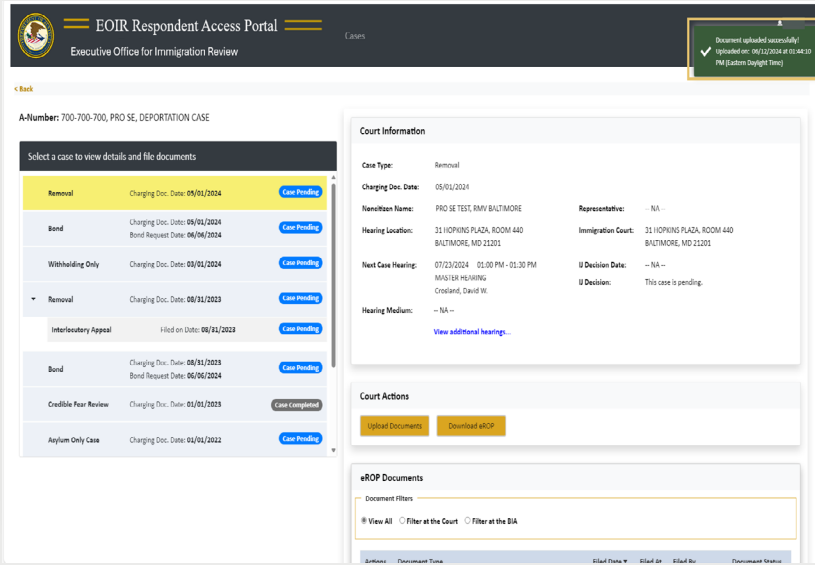 EOIR Respondent Access Portal
Executive Office for Immigration Review
Cases
Document uploaded successfully!
Uploaded on: 06/12/2024 at 01:44:10
PM (Eastern Daylight Time)
< Back
A-Number: 700-700-700, PRO SE, DEPORTATION CASE
Select a case to view details and file documents
Removal Charging Doc. Date: 05/01/2024 Case Pending
Bond Charging Doc. Date: 05/01/2024 Case Pending
Bond Request Date: 06/06/2024
Withholding Only Charging Doc. Date: 03/01/2024 Case Pending
Removal Charging Doc. Date: 08/31/2023 Case Pending
Interlocutory Appeal Filed on Date: 08/31/2023 Case Pending
Bond Charging Doc. Date: 08/31/2023 Case Pending
Bond Request Date: 06/06/2024
Credible Fear Review Charging Doc. Date: 01/01/2023 Case Completed
Asylum Only Case Charging Doc. Date: 01/01/2022 Case Pending
Court Information
Case Type: Removal
Charging Doc. Date: 05/01/2024
Noncitizen Name: PRO SE TEST, RMV BALTIMORE Representative: -- NA --
Hearing Location: 31 HOPKINS PLAZA, ROOM 440 Immigration Court: 31 HOPKINS PLAZA, ROOM 440
BALTIMORE, MD 21201 BALTIMORE, MD 21201
Next Case Hearing: 07/23/2024 01:00 PM - 01:30 PM IJ Decision Date: -- NA --
MASTER HEARING
Crosland, David W. IJ Decision: This case is pending.
Hearing Medium: -- NA --
View additional hearings...
Court Actions
Upload Documents Download eROP
eROP Documents
Document Filters
View All Filter at the Court Filter at the BIA
Actions Document Type Filed Date Filed At Filed By Document Status